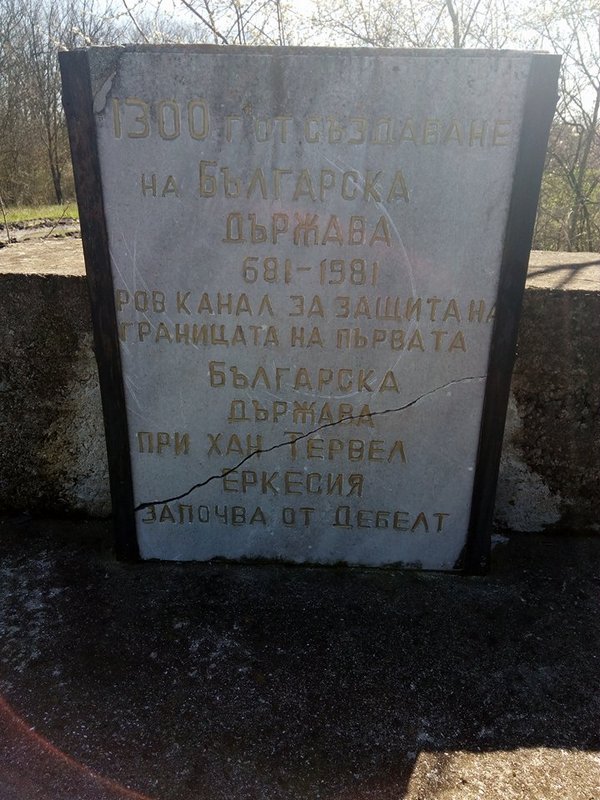 1300 Г. ОТ СЪЗДАВАНЕ
НА БЪЛГАРСКА
ДЪРЖАВА
681-1981
РОВ КАНАЛ ЗА ЗАЩИТА НА
ГРАНИЦАТА НА ПЪРВАТА
БЪЛГАРСКА
ДЪРЖАВА
ПРИ ХАН ТЕРВЕЛ
ЕРКЕСИЯ
ЗАПОЧВА ОТ ДЕБЕЛТ